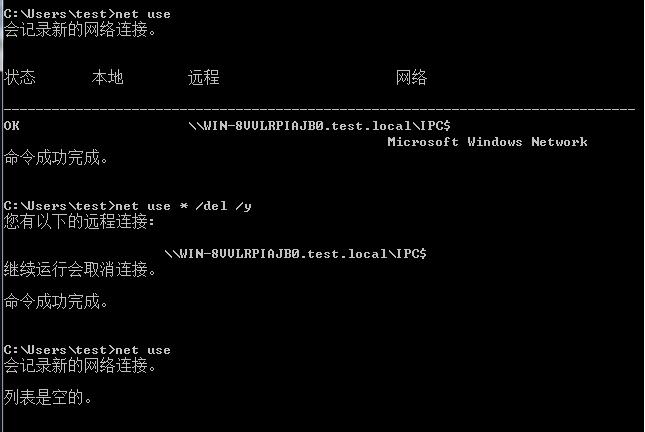 C:\Users\test>net use
会记录新的网络连接。
状态 本地 远程 网络
-------------------------------------------------------------------------------
OK \\WIN-8VVLRPIAJB0.test.local\IPC$
Microsoft Windows Network
命令成功完成。
C:\Users\test>net use * /del /y
您有以下的远程连接:
\\WIN-8VVLRPIAJB0.test.local\IPC$
继续运行会取消连接。
命令成功完成。
C:\Users\test>net use
会记录新的网络连接。
列表是空的。